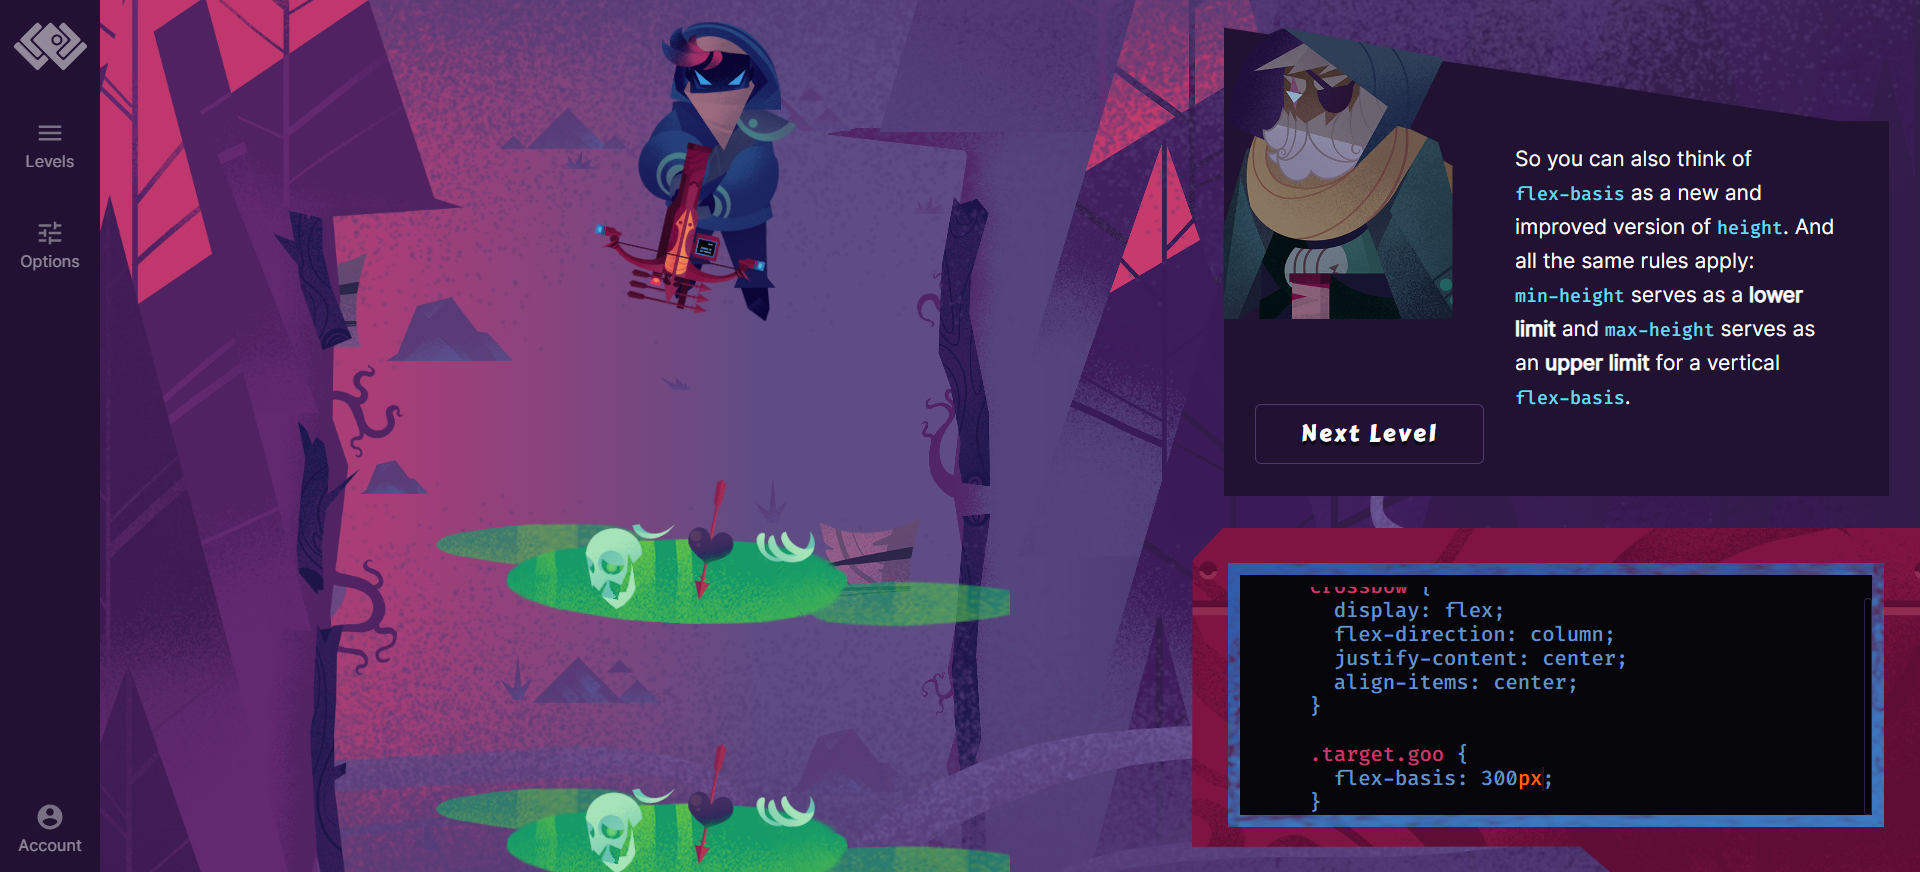 Levels
Options
Account
So you can also think of
flex-basis as a new and
improved version of height. And
all the same rules apply:
min-height serves as a lower
limit and max-height serves as
an upper limit for a vertical
flex-basis.
Next Level
crossbow {
display: flex;
flex-direction: column;
justify-content: center;
align-items: center;
}
.target.goo {
flex-basis: 300px;
}